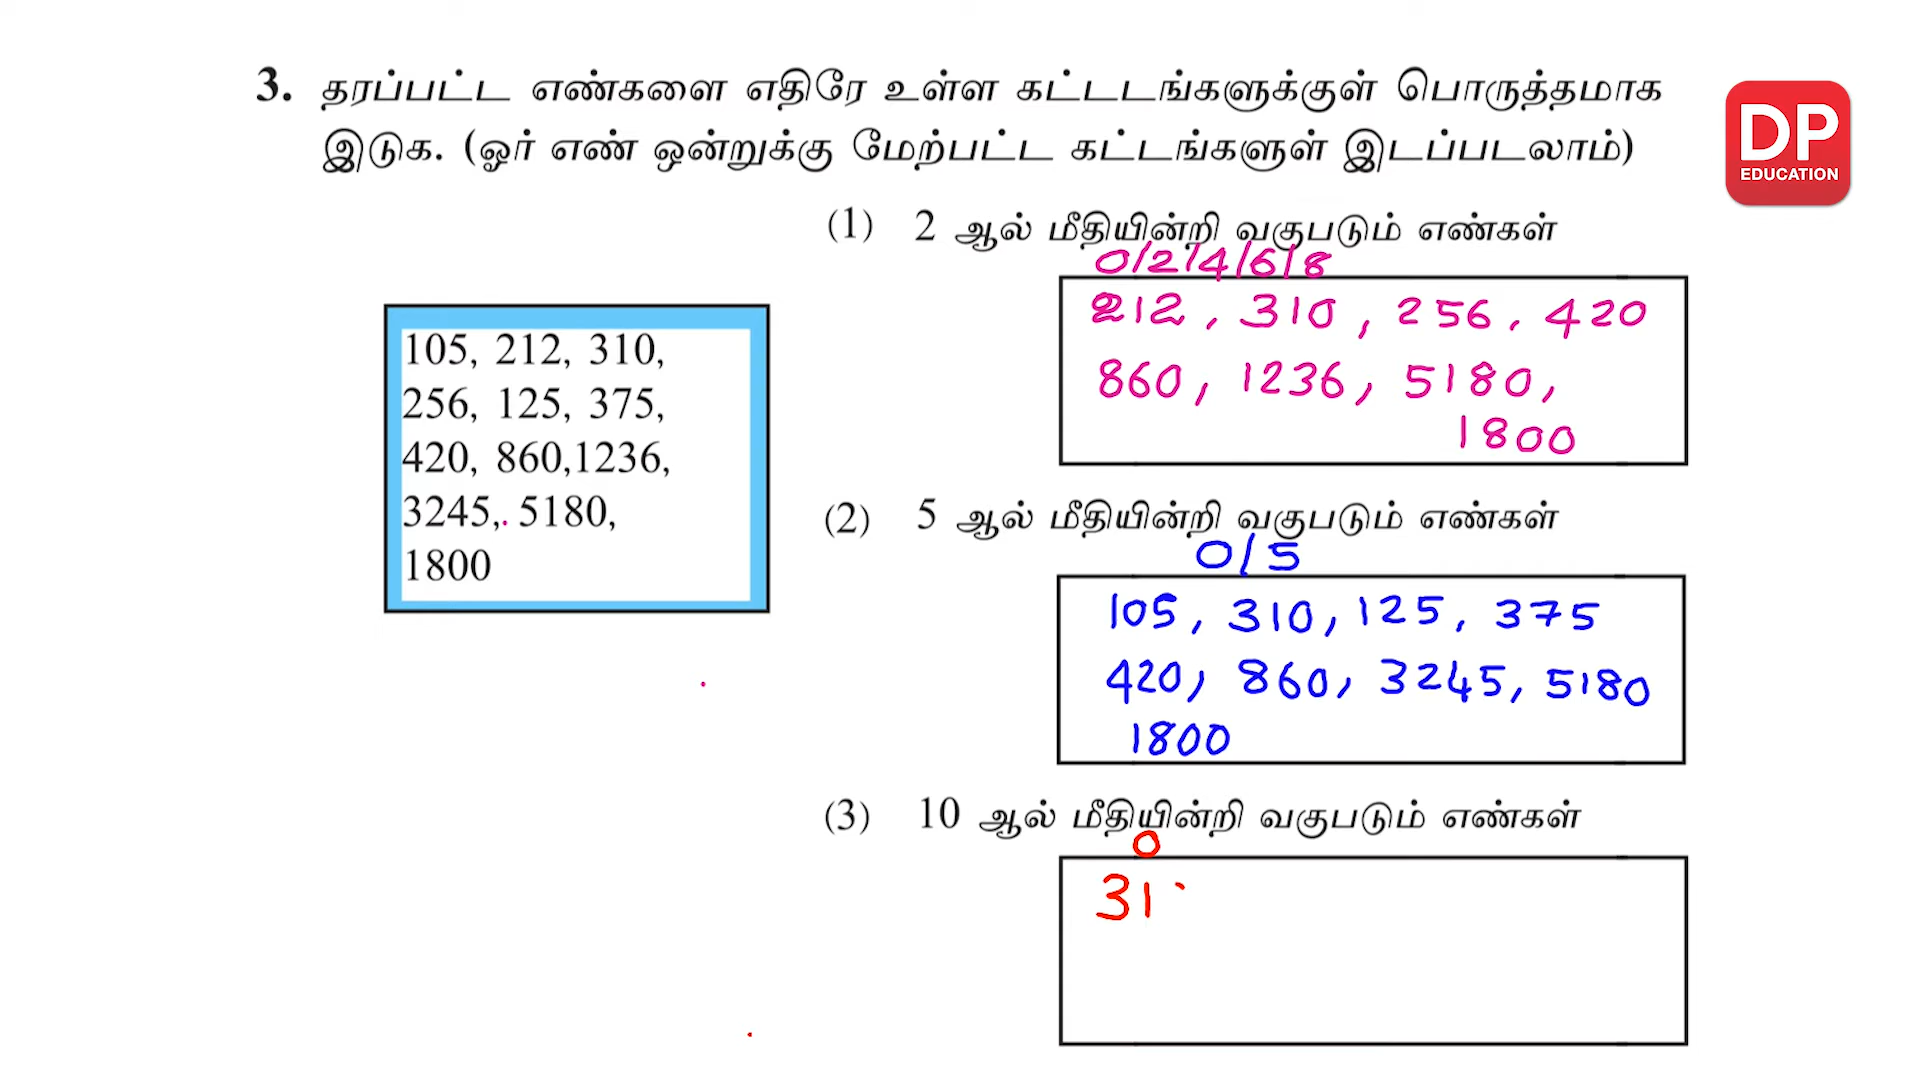 3. தரப்பட்ட எண்களை எதிரே உள்ள கட்டடங்களுக்குள் பொருத்தமாக
இடுக. (ஓர் எண் ஒன்றுக்கு மேற்பட்ட கட்டங்களுள் இடப்படலாம்)
DP
EDUCATION
105, 212, 310,
256, 125, 375,
420, 860,1236,
3245, 5180,
1800
(1) 2 ஆல் மீதியின்றி வகுபடும் எண்கள்
0/2/4/6/8
212, 310, 256, 420
860, 1236, 5180,
1800
(2) 5 ஆல் மீதியின்றி வகுபடும் எண்கள்
0/5
105, 310, 125, 375
420, 860, 3245, 5180
1800
(3) 10 ஆல் மீதியின்றி வகுபடும் எண்கள்
0
31